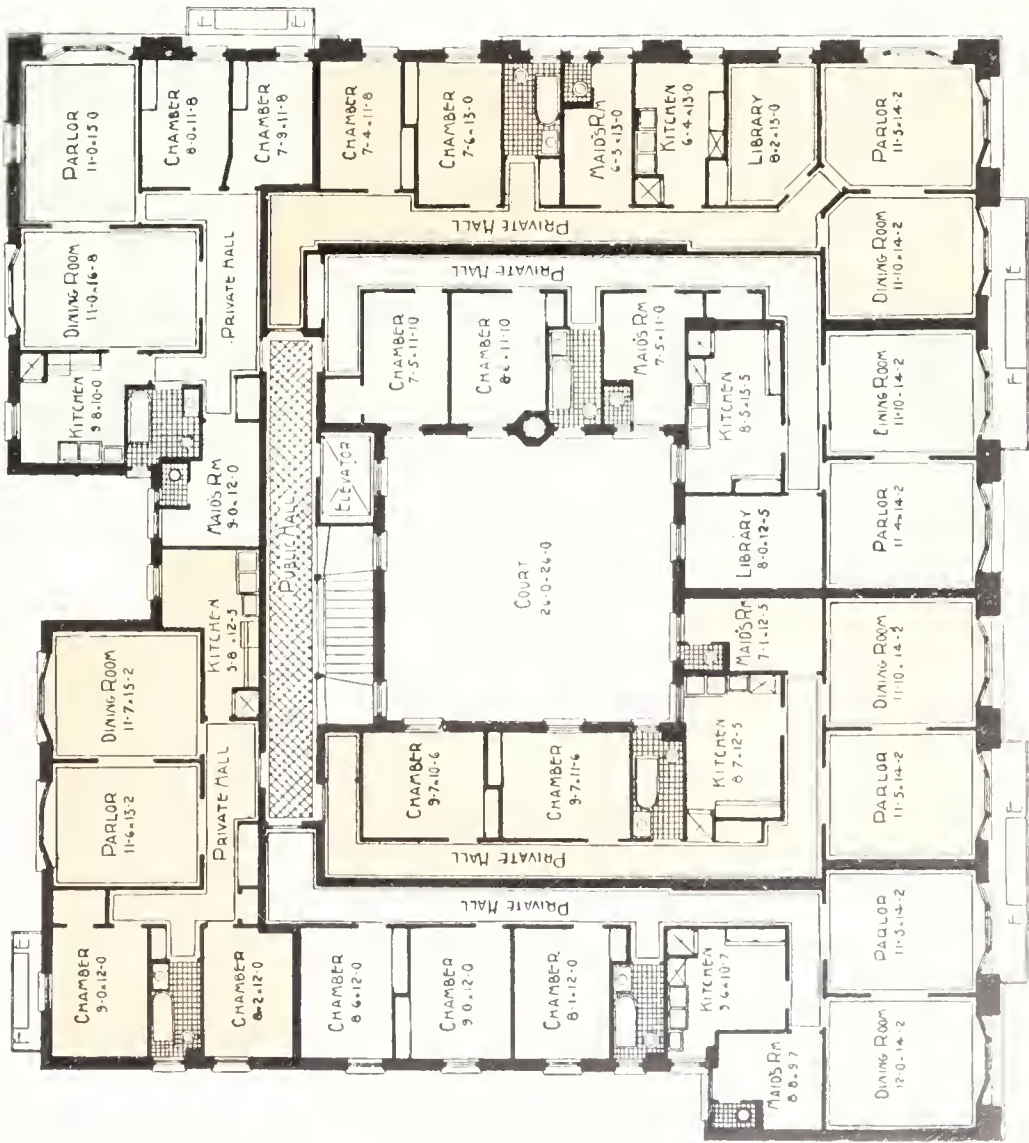 PARLOR
11-0=15-0
CHAMBER
8-0=11-8
CHAMBER
7-9=11-8
CHAMBER
7-4=11-8
CHAMBER
7-6=13-0
MAID'S RM
6-3=13-0
KITCHEN
6-4=13-0
LIBRARY
8-2=13-0
PARLOR
11-5=14-2
DINING ROOM
11-0=16-8
PRIVATE HALL
PRIVATE HALL
PRIVATE HALL
DINING ROOM
11-10=14-2
KITCHEN
9-8=10-0
CHAMBER
7-5=11-10
CHAMBER
8-6=11-10
MAID'S RM
7-5=11-0
KITCHEN
8-5=13-5
DINING ROOM
11-10=14-2
MAID'S RM
9-0=12-0
PUBLIC HALL
ELEVATOR
COURT
26-0=26-0
LIBRARY
8-0=12-5
PARLOR
11-4=14-2
KITCHEN
5-8=12-5
DINING ROOM
11-7=15-2
MAID'S RM
7-1=12-5
DINING ROOM
11-10=14-2
PARLOR
11-6=15-2
PRIVATE HALL
CHAMBER
9-7=10-6
CHAMBER
9-7=11-6
KITCHEN
8-7=12-5
PARLOR
11-5=14-2
PRIVATE HALL
PRIVATE HALL
PARLOR
11-5=14-2
CHAMBER
9-0=12-0
CHAMBER
8-2=12-0
CHAMBER
8-6=12-0
CHAMBER
9-0=12-0
CHAMBER
8-1=12-0
KITCHEN
9-6=10-7
MAID'S RM
8-8=9-7
DINING ROOM
12-0=14-2
F E
F E
F E
F E